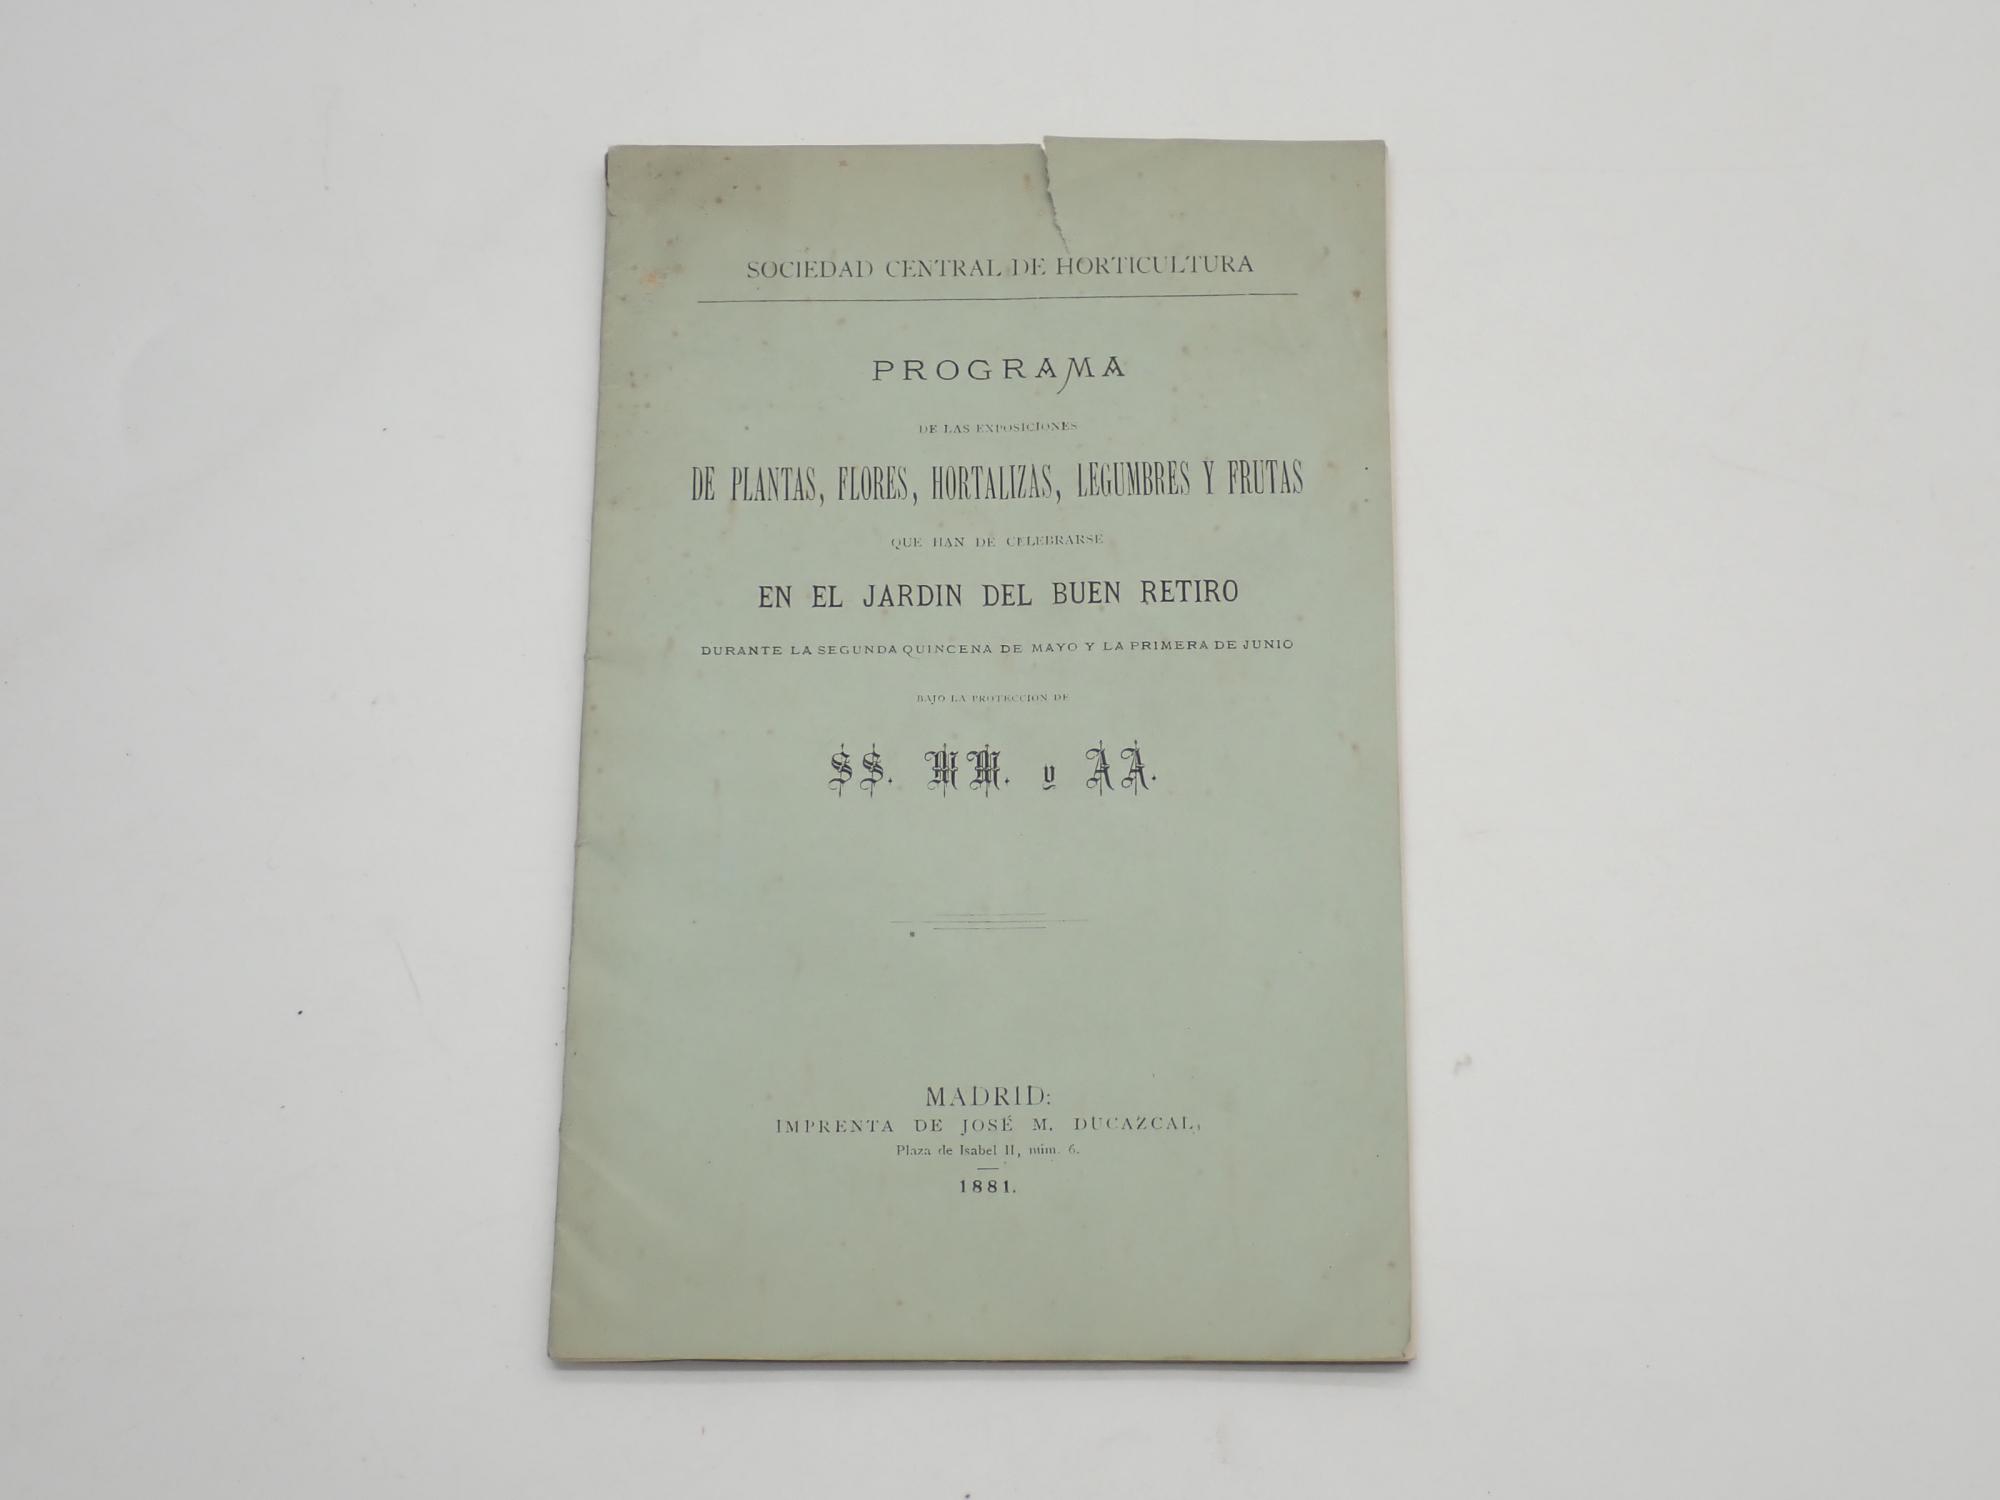 SOCIEDAD CENTRAL DE HORTICULTURA
PROGRAMA
DE LAS EXPOSICIONES
DE PLANTAS, FLORES, HORTALIZAS, LEGUMBRES Y FRUTAS
QUE HAN DE CELEBRARSE
EN EL JARDIN DEL BUEN RETIRO
DURANTE LA SEGUNDA QUINCENA DE MAYO Y LA PRIMERA DE JUNIO
BAJO LA PROTECCION DE
SS. MM. y AA.
MADRID:
IMPRENTA DE JOSÉ M. DUCAZCAL,
Plaza de Isabel II, núm. 6.
1881.